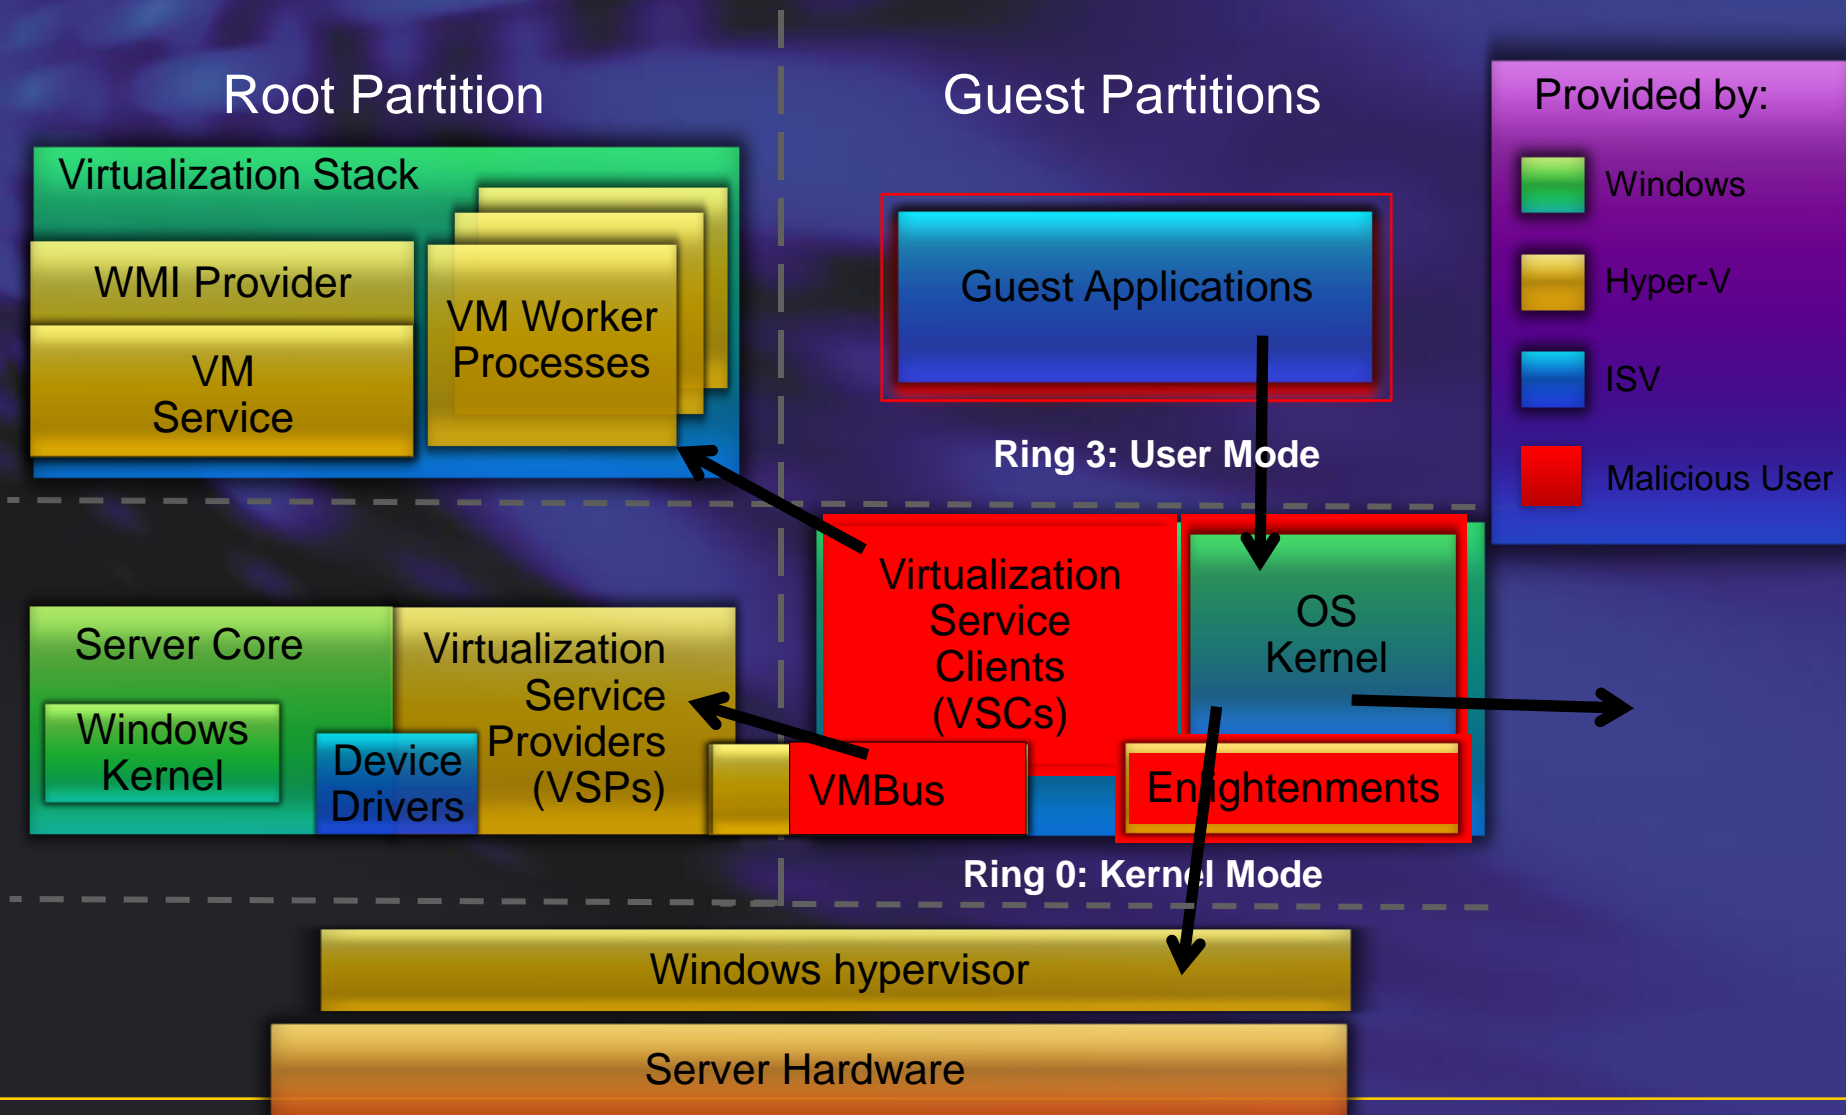 Root Partition
Guest Partitions
Provided by:
Windows
Hyper-V
ISV
Malicious User
Virtualization Stack
WMI Provider
VM
Service
VM Worker
Processes
Guest Applications
Ring 3: User Mode
Server Core
Windows
Kernel
Device
Drivers
Virtualization
Service
Providers
(VSPs)
VMBus
Virtualization
Service
Clients
(VSCs)
OS
Kernel
Enlightenments
Ring 0: Kernel Mode
Windows hypervisor
Server Hardware